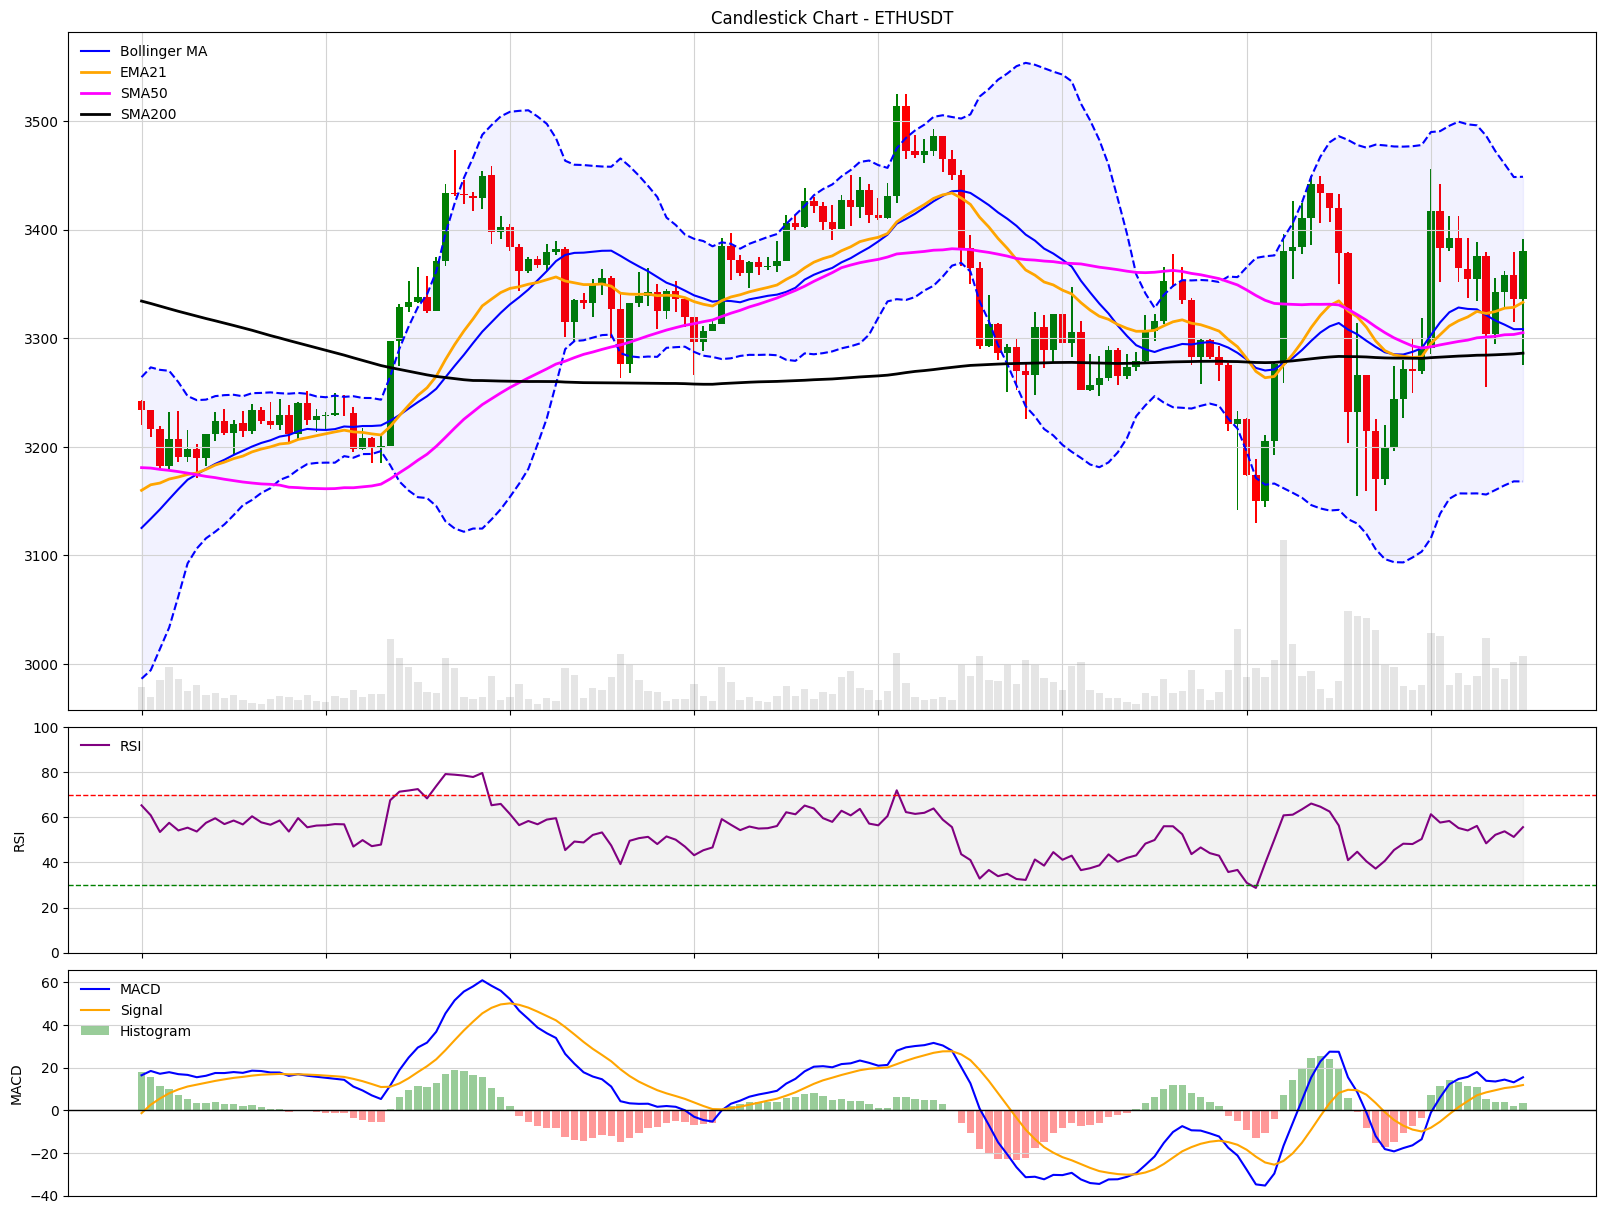 Candlestick Chart - ETHUSDT
Bollinger MA
EMA21
SMA50
SMA200
3500
3400
3300
3200
3100
3000
RSI
100
80
60
40
20
0
RSI
MACD
Signal
Histogram
60
40
20
0
−20
−40
MACD